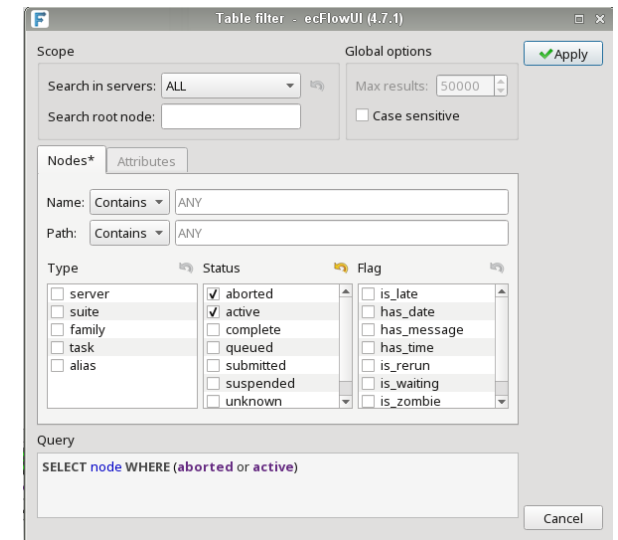 Table filter - ecFlowUI (4.7.1)
Scope
Global options
Apply
Search in servers: ALL
Max results: 50000
Search root node:
Case sensitive
Nodes* Attributes
Name: Contains ANY
Path: Contains ANY
Type
Status
Flag
server
suite
family
task
alias
aborted
active
complete
queued
submitted
suspended
unknown
is_late
has_date
has_message
has_time
is_rerun
is_waiting
is_zombie
Query
SELECT node WHERE (aborted or active)
Cancel